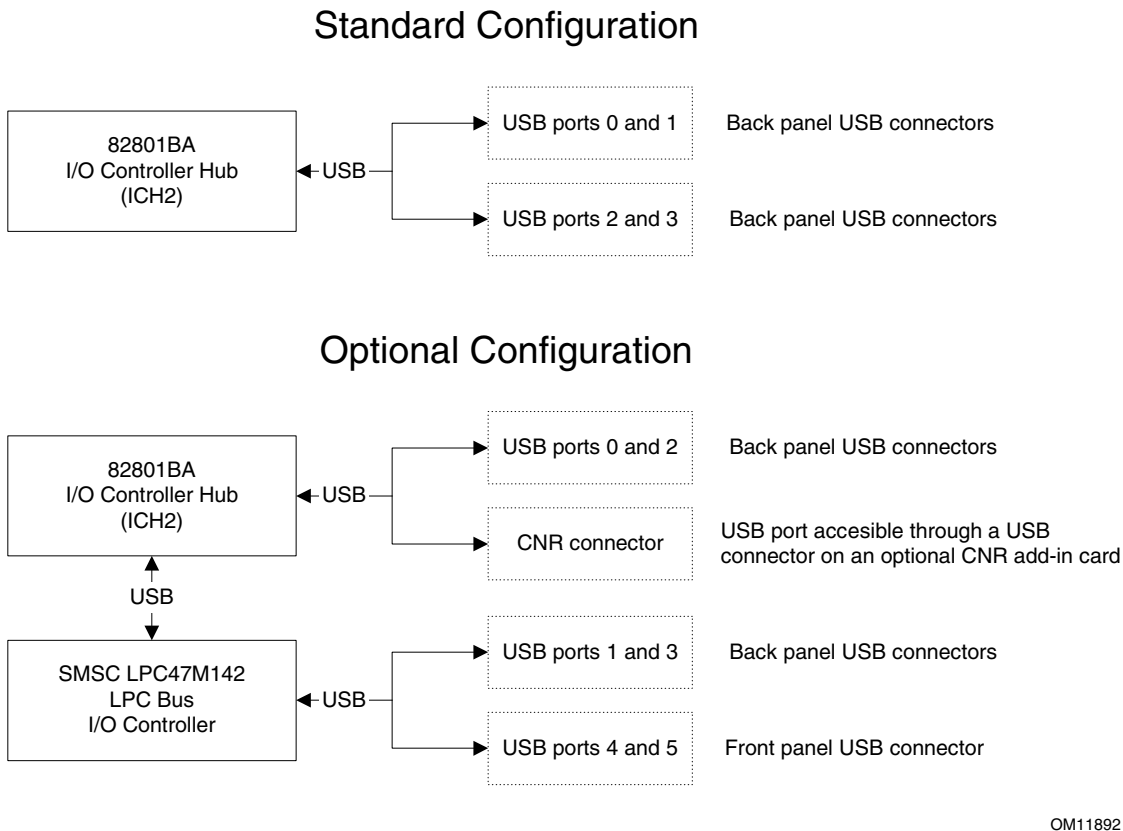 Standard Configuration
82801BA
I/O Controller Hub
(ICH2)
USB
USB ports 0 and 1
Back panel USB connectors
USB ports 2 and 3
Back panel USB connectors
Optional Configuration
82801BA
I/O Controller Hub
(ICH2)
USB
USB ports 0 and 2
Back panel USB connectors
CNR connector
USB port accesible through a USB
connector on an optional CNR add-in card
USB
SMSC LPC47M142
LPC Bus
I/O Controller
USB
USB ports 1 and 3
Back panel USB connectors
USB ports 4 and 5
Front panel USB connector
OM11892